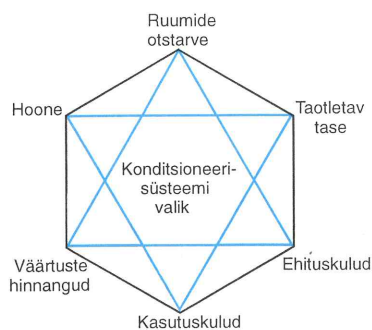 Ruumide
otstarve
Hoone
Taotletav
tase
Konditsioneeri-
süsteemi
valik
Väärtuste
hinnangud
Ehituskulud
Kasutuskulud